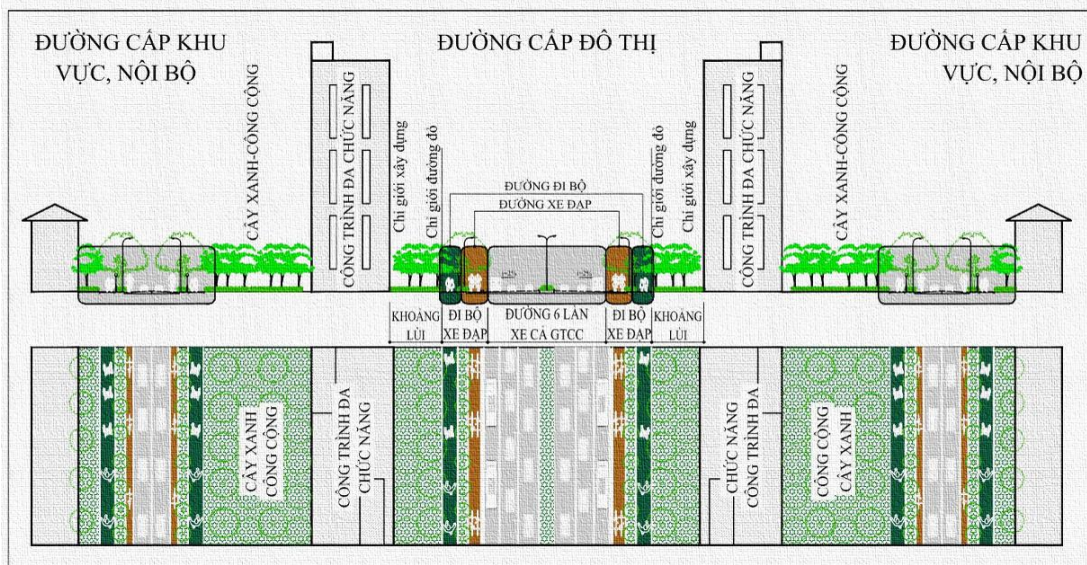 ĐƯỜNG CẤP KHU
VỰC, NỘI BỘ
ĐƯỜNG CẤP ĐÔ THỊ
ĐƯỜNG CẤP KHU
VỰC, NỘI BỘ
CÂY XANH-CÔNG CỘNG
CÔNG TRÌNH ĐA CHỨC NĂNG
Chỉ giới xây dựng
Chỉ giới đường đỏ
ĐƯỜNG ĐI BỘ
ĐƯỜNG XE ĐẠP
Chỉ giới đường đỏ
Chỉ giới xây dựng
CÔNG TRÌNH ĐA CHỨC NĂNG
CÂY XANH-CÔNG CỘNG
KHOẢNG
LÙI
ĐI BỘ
XE ĐẠP
ĐƯỜNG 6 LÀN
XE CẢ GTCC
ĐI BỘ
XE ĐẠP
KHOẢNG
LÙI
CÂY XANH
CÔNG CỘNG
CÔNG TRÌNH ĐA
CHỨC NĂNG
CHỨC NĂNG
CÔNG TRÌNH ĐA
CÔNG CỘNG
CÂY XANH